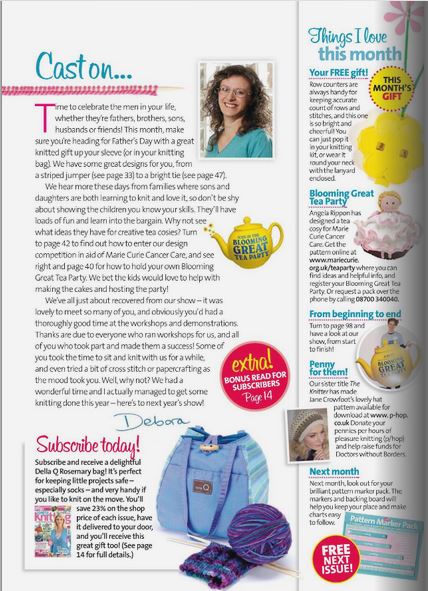 Cast on...
Time to celebrate the men in your life,
whether they're fathers, brothers, sons,
husbands or friends! This month, make
sure you're heading for Father's Day with a great
knitted gift up your sleeve (or in your knitting
bag). We have some great designs for you, from
a striped jumper (see page 33) to a bright tie (see page 47).
We hear more these days from families where sons and
daughters are both learning to knit and love it, so don't be shy
about showing the children you know your skills. They'll have
loads of fun and learn into the bargain. Why not see
what ideas they have for creative tea cosies? Turn
to page 42 to find out how to enter our design
competition in aid of Marie Curie Cancer Care, and see
right and page 40 for how to hold your own Blooming
Great Tea Party. We bet the kids would love to help with
making the cakes and hosting the party!
We've all just about recovered from our show – it was
lovely to meet so many of you, and obviously you'd had a
thoroughly good time at the workshops and demonstrations.
Thanks are due to everyone who ran workshops for us, and all
of you who took part and made them a success! Some of
you took the time to sit and knit with us for a while,
and even tried a bit of cross stitch or papercrafting as
the mood took you. Well, why not? We had a
wonderful time and I actually managed to get some
knitting done this year – here's to next year's show!
Debora
BLOOMING
GREAT
TEA PARTY
extra!
BONUS READ FOR
SUBSCRIBERS
Page 14
Subscribe today!
Subscribe and receive a delightful
Della Q Rosemary bag! It's perfect
for keeping little projects safe –
especially socks – and very handy if
you like to knit on the move. You'll
save 23% on the shop
price of each issue, have
it delivered to your door,
and you'll receive this
great gift too! (See page
14 for full details.)
Knitting
Things I love
this month
Your FREE gift!
Row counters are
always handy for
keeping accurate
count of rows and
stitches, and this one
is so bright and
cheerful! You
can just pop it
in your knitting
kit, or wear it
round your neck
with the lanyard
enclosed.
THIS
MONTH'S
GIFT
Blooming Great
Tea Party
Angela Rippon has
designed a tea
cosy for Marie
Curie Cancer
Care. Get the
pattern online at
www.mariecurie.
org.uk/teaparty where you can
find ideas and helpful info, and
register your Blooming Great Tea
Party. Or request a pack over the
phone by calling 08700 340040.
From beginning to end
Turn to page 98 and
have a look at our
show, from start
to finish!
Penny
for them!
Our sister title The
Knitter has made
Jane Crowfoot's lovely hat
pattern available for
download at www.p-hop.
co.uk Donate your
pennies per hours of
pleasure knitting (p/hop)
and help raise funds for
Doctors without Borders.
Next month
Next month, look out for your
brilliant pattern marker pack. The
markers and backing board will
help you keep your place and make
charts easy
to follow.
Pattern Marker Pack
FREE
NEXT
ISSUE!